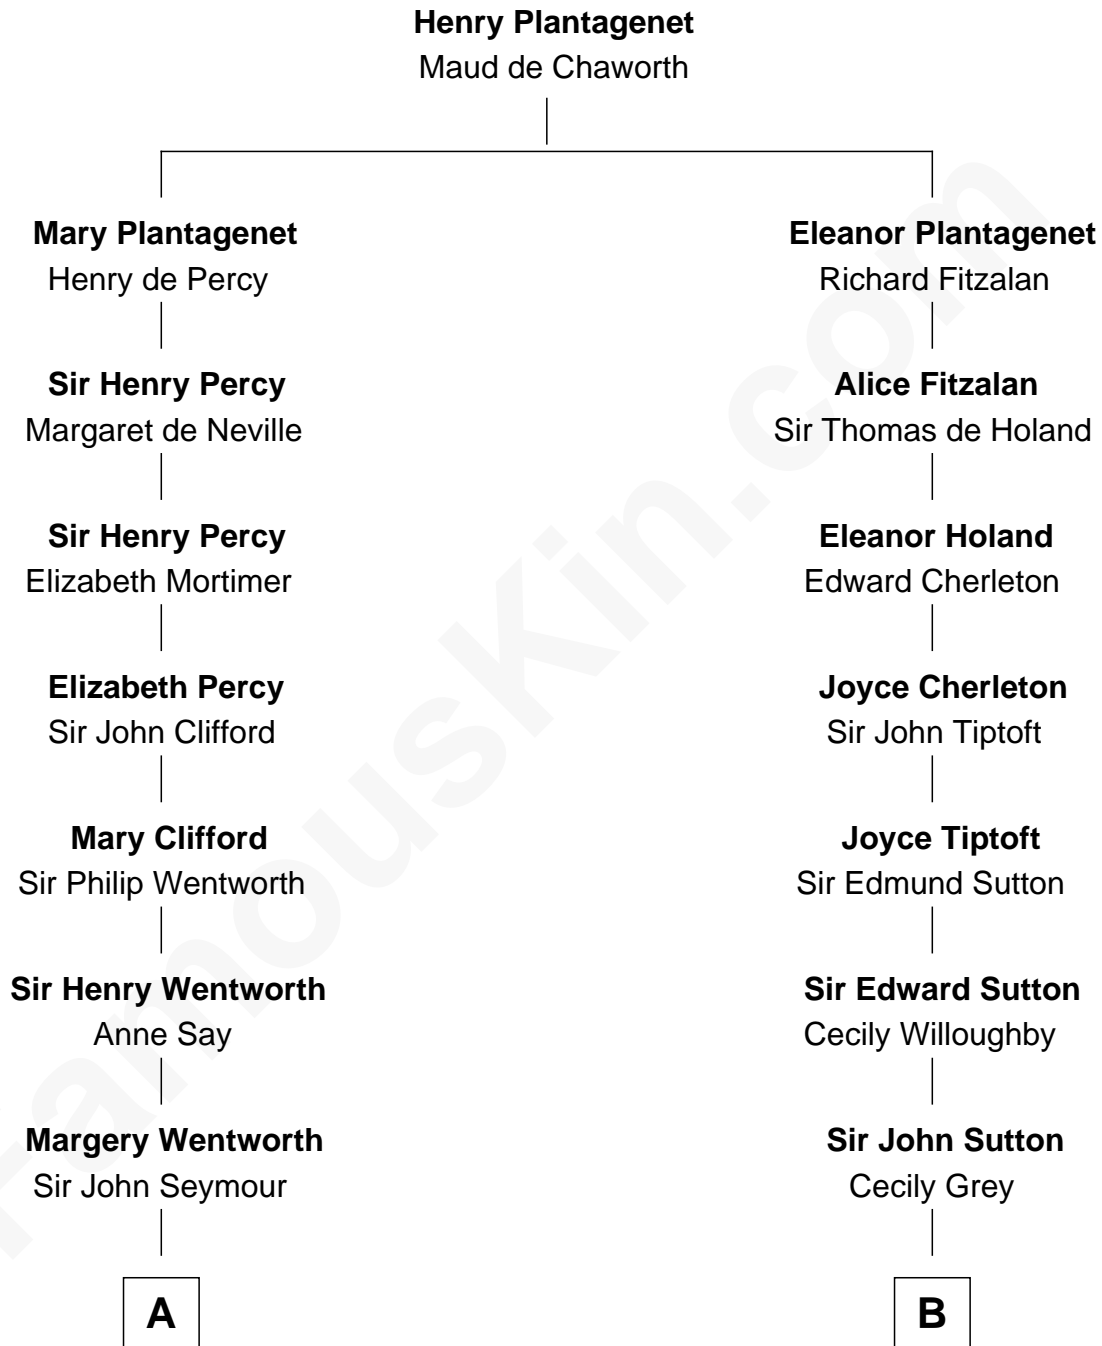 Henry Plantagenet
Maud de Chaworth
Mary Plantagenet
Henry de Percy
Eleanor Plantagenet
Richard Fitzalan
Sir Henry Percy
Margaret de Neville
Alice Fitzalan
Sir Thomas de Holand
Sir Henry Percy
Elizabeth Mortimer
Eleanor Holand
Edward Cherleton
Elizabeth Percy
Sir John Clifford
Joyce Cherleton
Sir John Tiptoft
Mary Clifford
Sir Philip Wentworth
Joyce Tiptoft
Sir Edmund Sutton
Sir Henry Wentworth
Anne Say
Sir Edward Sutton
Cecily Willoughby
Margery Wentworth
Sir John Seymour
Sir John Sutton
Cecily Grey
A
B
FamousKin.com